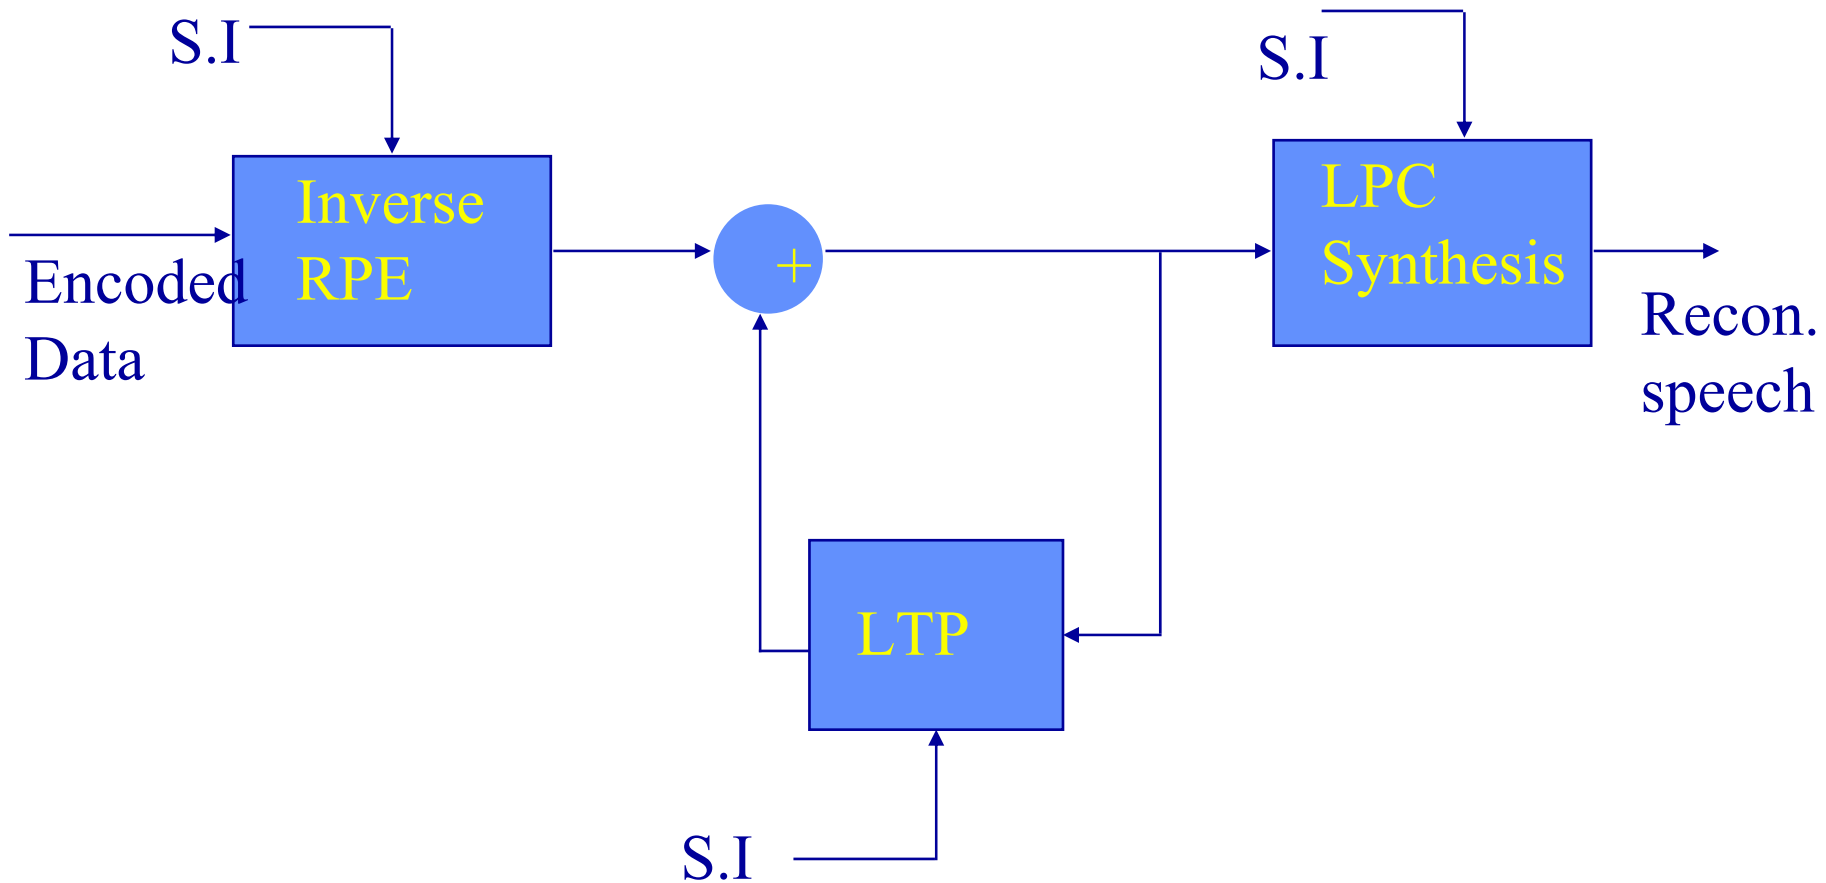 S.I
S.I
Inverse
RPE
LPC
Synthesis
+
Encoded
Data
Recon.
speech
LTP
S.I